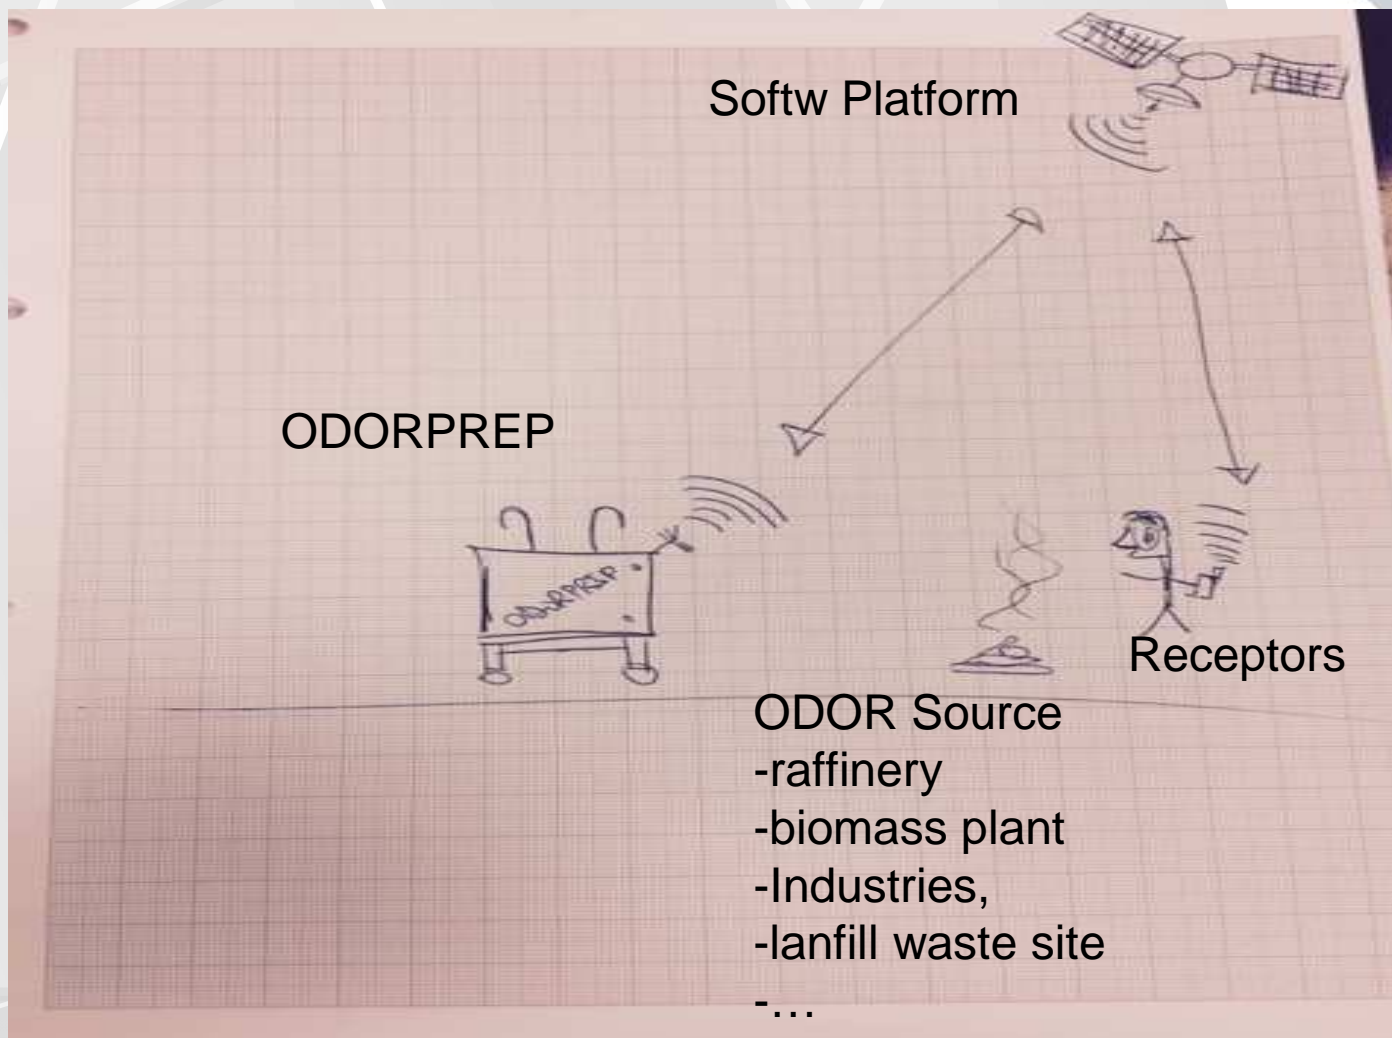 Softw Platform
ODORPREP
ODORPREP
Receptors
ODOR Source
-raffinery
-biomass plant
-Industries,
-lanfill waste site
-...